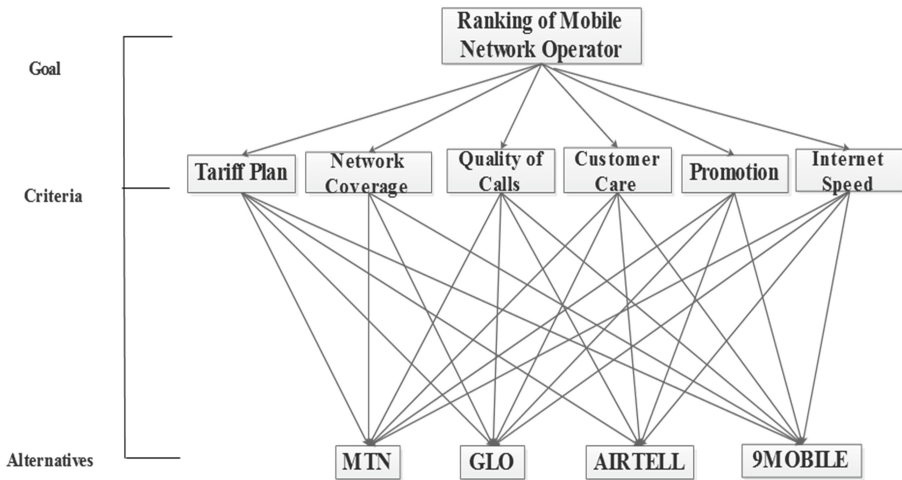 Ranking of Mobile
Network Operator
Goal
Tariff Plan
Network
Coverage
Quality of
Calls
Customer
Care
Promotion
Internet
Speed
Criteria
Alternatives
MTN
GLO
AIRTELL
9MOBILE